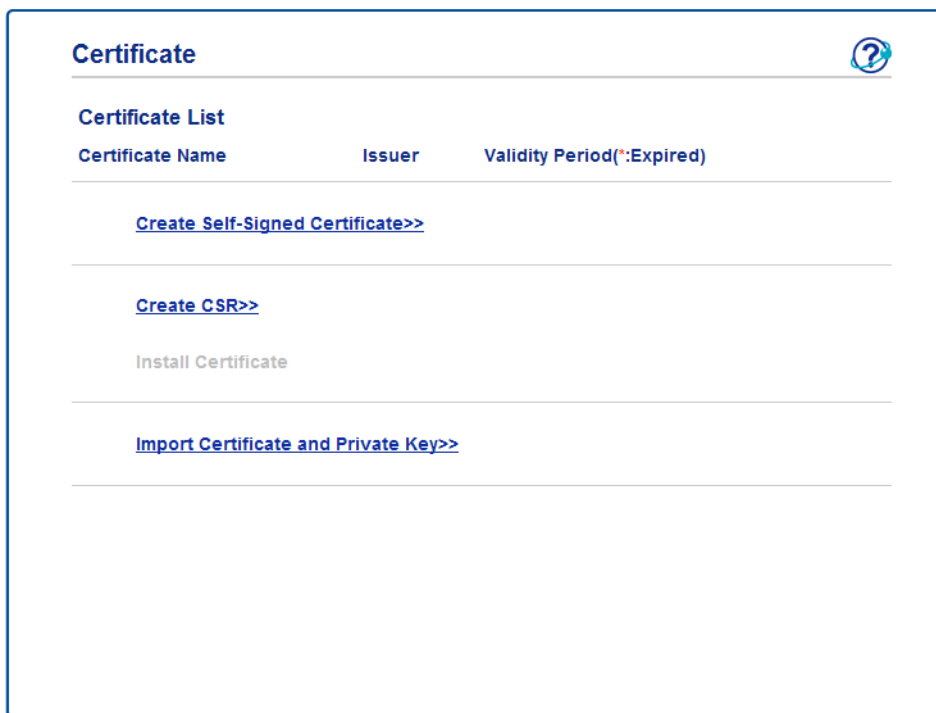 Certificate
?
Certificate List
Certificate Name Issuer Validity Period(*:Expired)
Create Self-Signed Certificate>>
Create CSR>>
Install Certificate
Import Certificate and Private Key>>